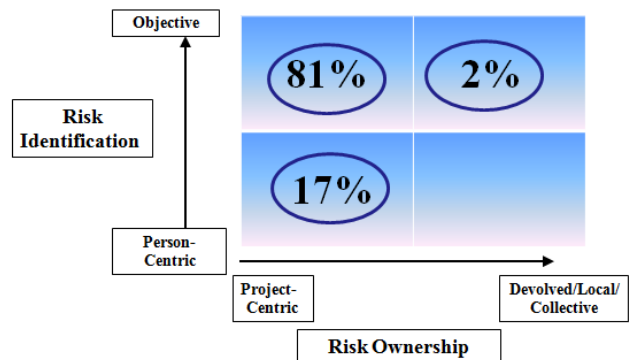 Objective
81%
2%
Risk
Identification
17%
Person-
Centric
Project-
Centric
Devolved/Local/
Collective
Risk Ownership